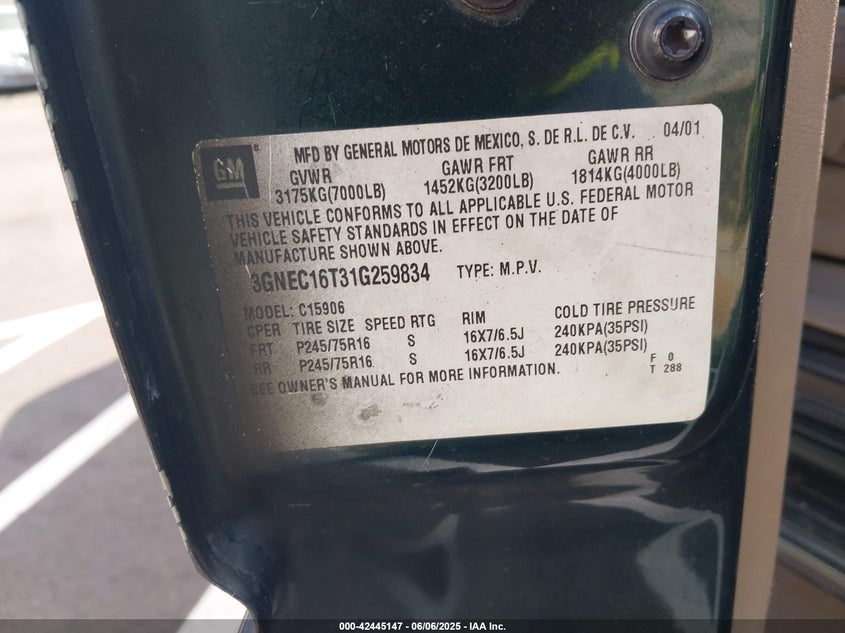 GM
MFD BY GENERAL MOTORS DE MEXICO, S. DE R.L. DE C.V. 04/01
GVWR GAWR FRT GAWR RR
3175KG(7000LB) 1452KG(3200LB) 1814KG(4000LB)
THIS VEHICLE CONFORMS TO ALL APPLICABLE U.S. FEDERAL MOTOR
VEHICLE SAFETY STANDARDS IN EFFECT ON THE DATE OF
MANUFACTURE SHOWN ABOVE.
3GNEC16T31G259834 TYPE: M.P.V.
MODEL: C15906
CPER TIRE SIZE SPEED RTG RIM COLD TIRE PRESSURE
FRT P245/75R16 S 16X7/6.5J 240KPA(35PSI)
RR P245/75R16 S 16X7/6.5J 240KPA(35PSI)
SEE OWNER'S MANUAL FOR MORE INFORMATION.
F 0
T 288
000-42445147 - 06/06/2025 - IAA Inc.